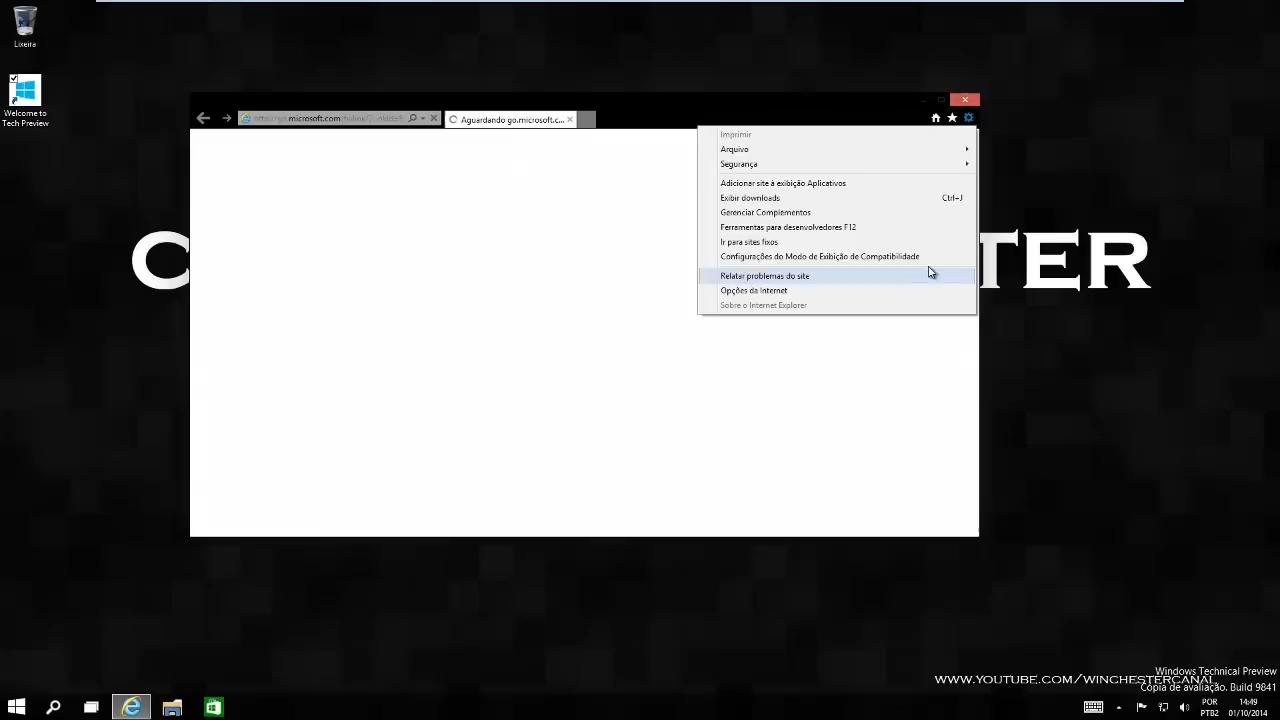 Lixeira
Welcome to
Tech Preview
microsoft.com
Aguardando go.microsoft.c...
Imprimir
Arquivo
Segurança
Adicionar site à exibição Aplicativos
Exibir downloads Ctrl+J
Gerenciar Complementos
Ferramentas para desenvolvedores F12
Ir para sites fixos
Configurações do Modo de Exibição de Compatibilidade
Relatar problemas do site
Opções da Internet
Sobre o Internet Explorer
C
TER
Windows Technical Preview
www.youtube.com/winchestercanal
Cópia de avaliação. Build 9841
POR
PTB2
14:49
01/10/2014